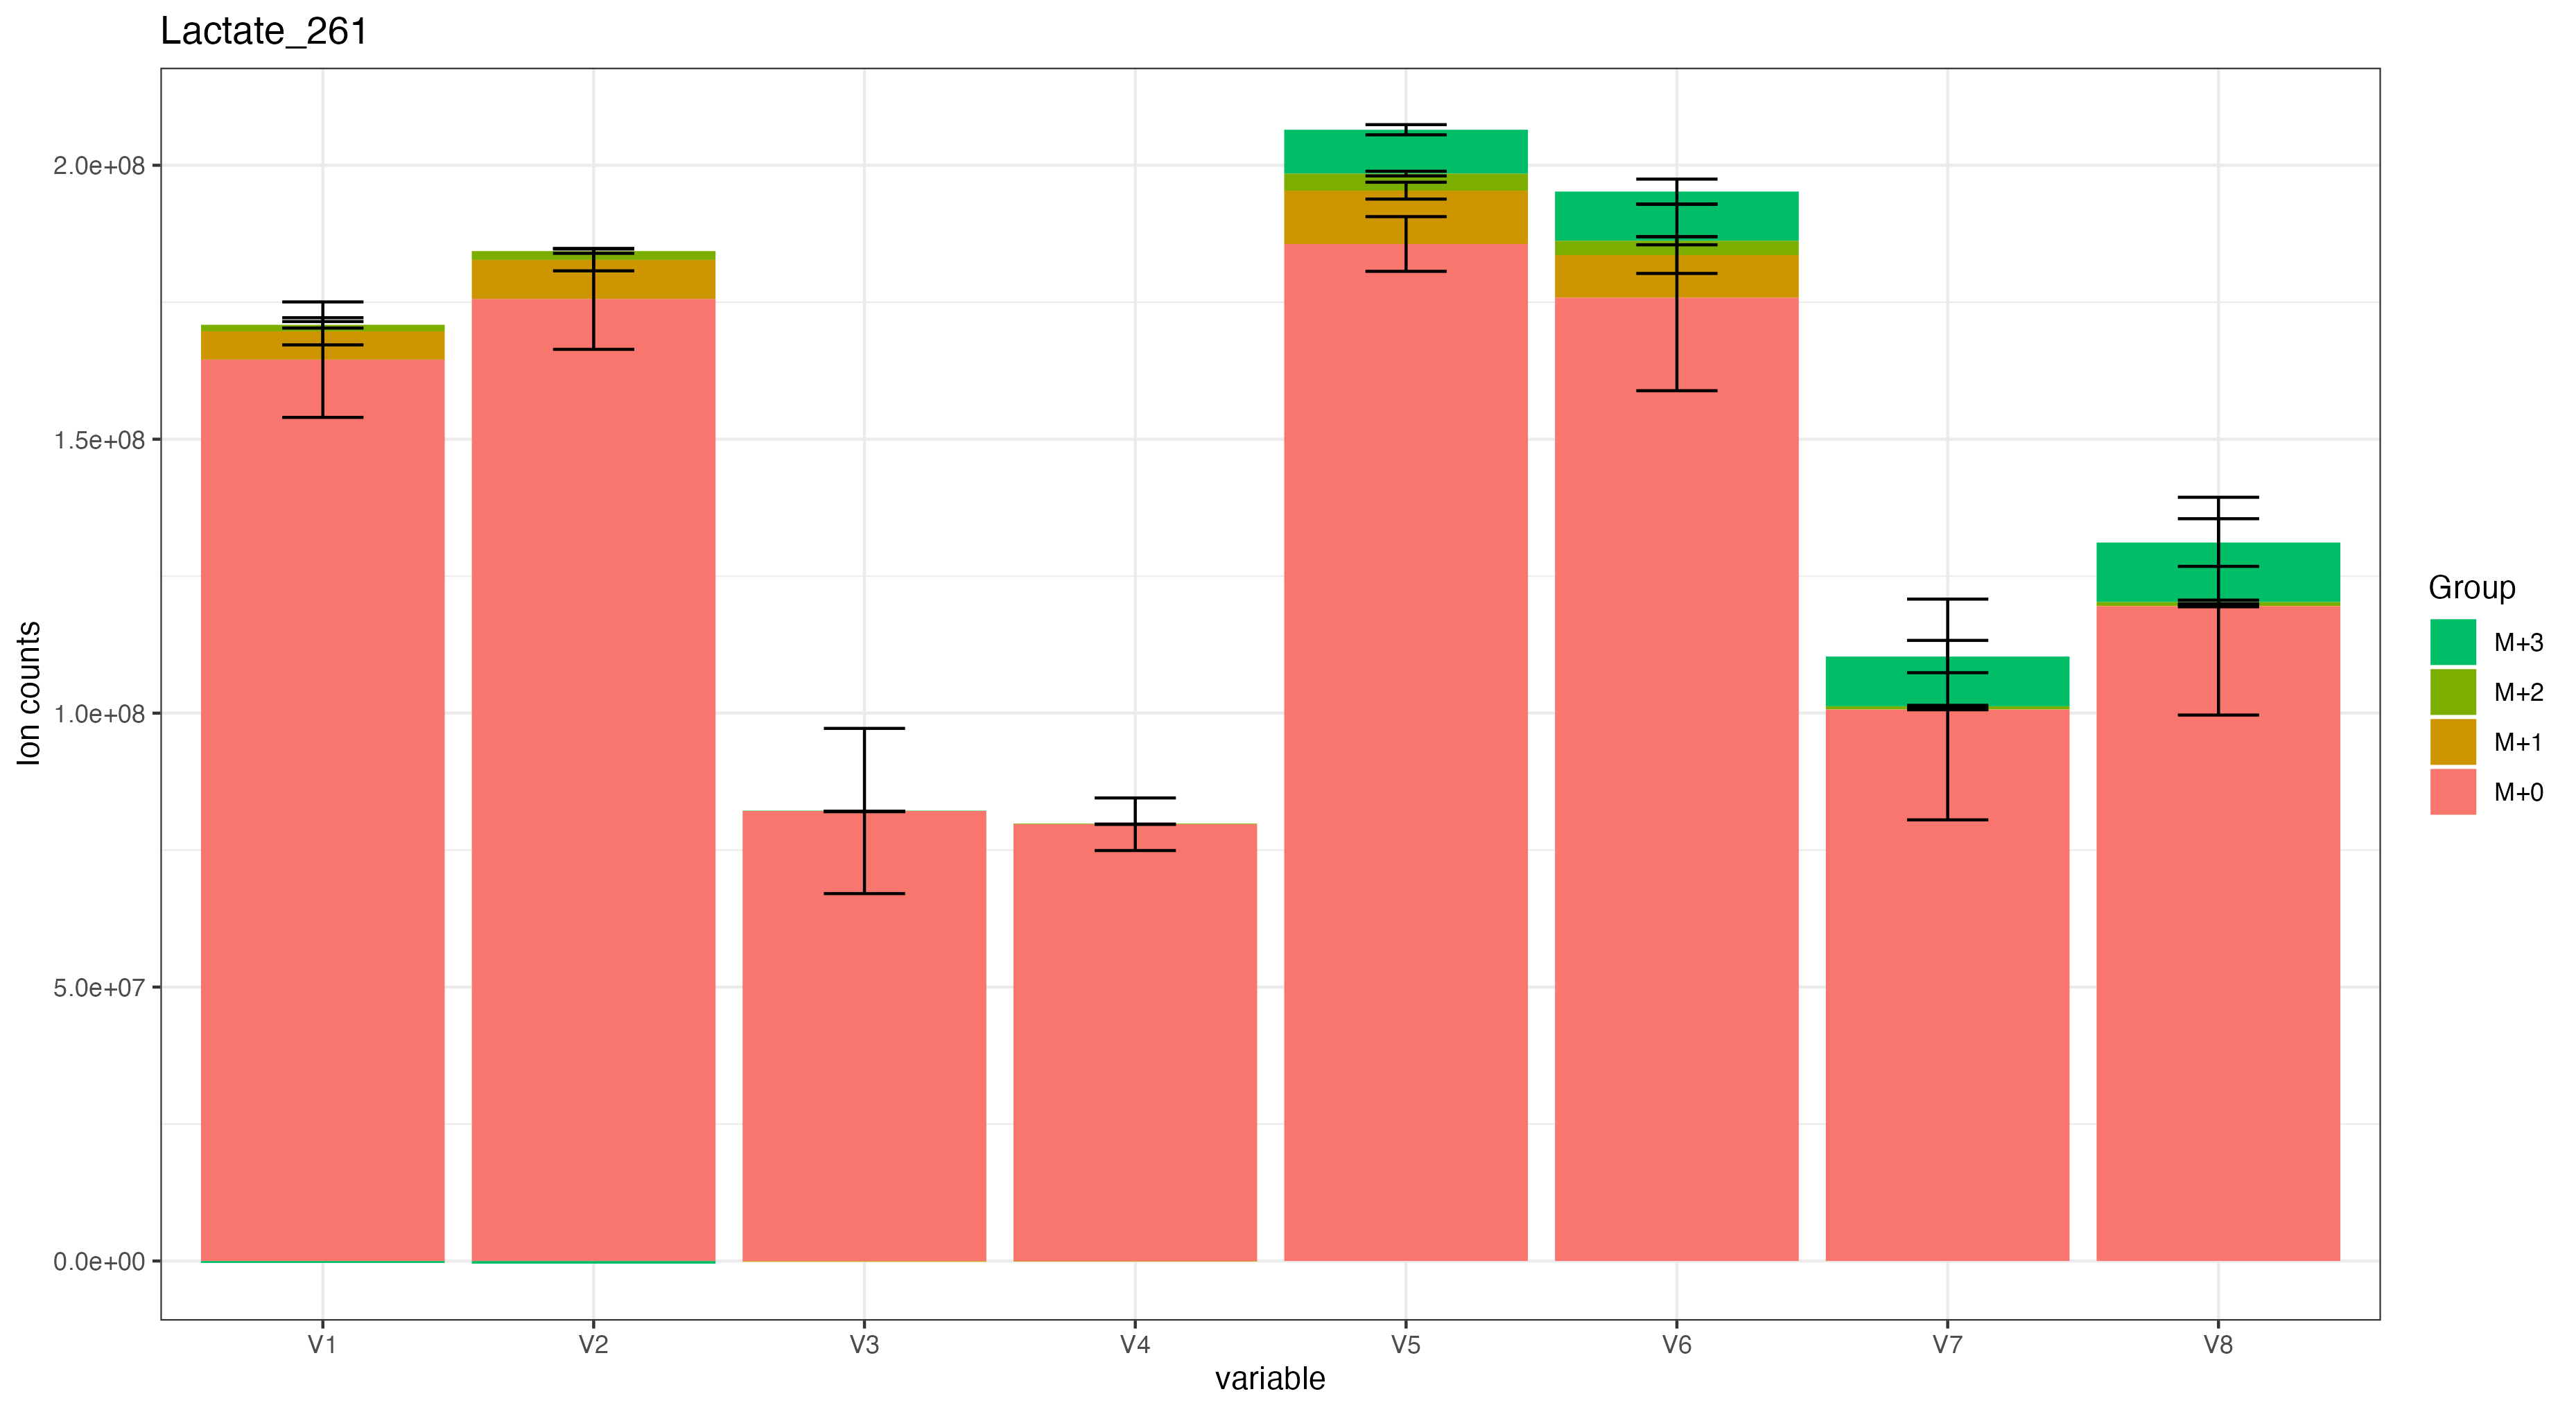 Lactate_261
Ion counts
2.0e+08
1.5e+08
1.0e+08
5.0e+07
0.0e+00
V1 V2 V3 V4 V5 V6 V7 V8
variable
Group
M+3
M+2
M+1
M+0